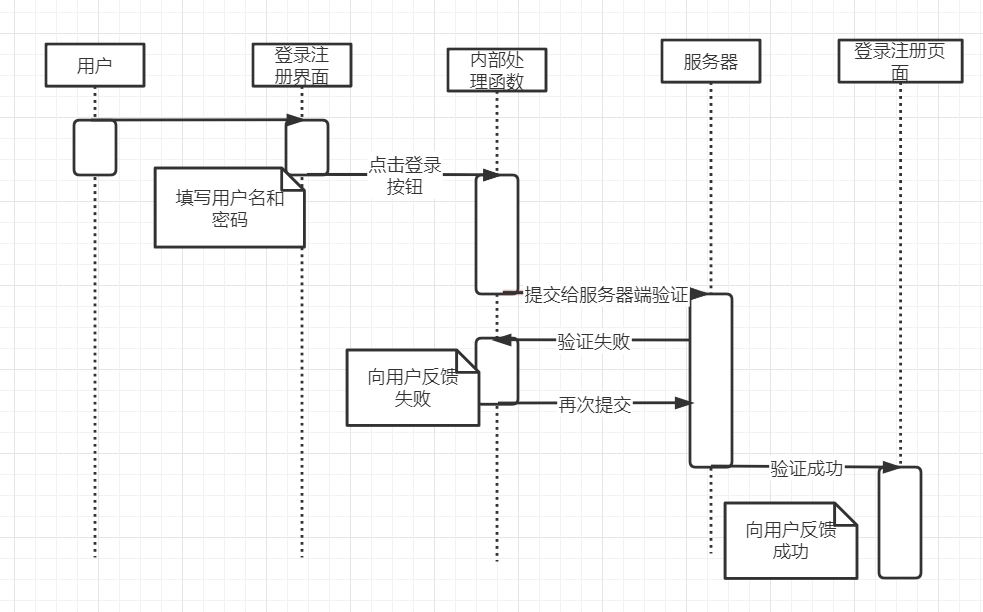 用户
登录注
册界面
内部处
理函数
服务器
登录注册页
面
点击登录
按钮
填写用户名和
密码
提交给服务器端验证
验证失败
向用户反馈
失败
再次提交
验证成功
向用户反馈
成功